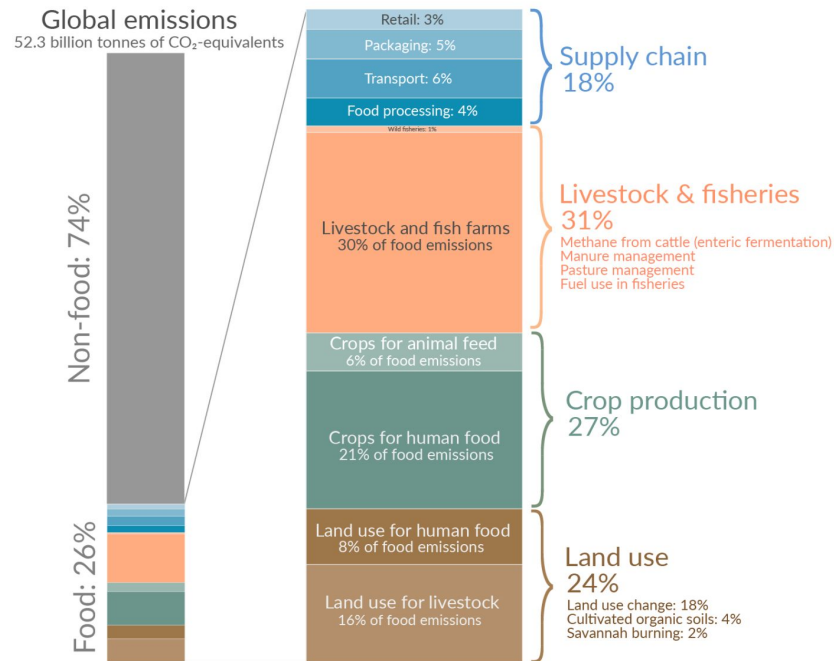 Global emissions
52.3 billion tonnes of CO₂-equivalents
Non-food: 74%
Food: 26%
Retail: 3%
Packaging: 5%
Transport: 6%
Food processing: 4%
Wild fisheries: 1%
Livestock and fish farms
30% of food emissions
Crops for animal feed
6% of food emissions
Crops for human food
21% of food emissions
Land use for human food
8% of food emissions
Land use for livestock
16% of food emissions
Supply chain
18%
Livestock & fisheries
31%
Methane from cattle (enteric fermentation)
Manure management
Pasture management
Fuel use in fisheries
Crop production
27%
Land use
24%
Land use change: 18%
Cultivated organic soils: 4%
Savannah burning: 2%